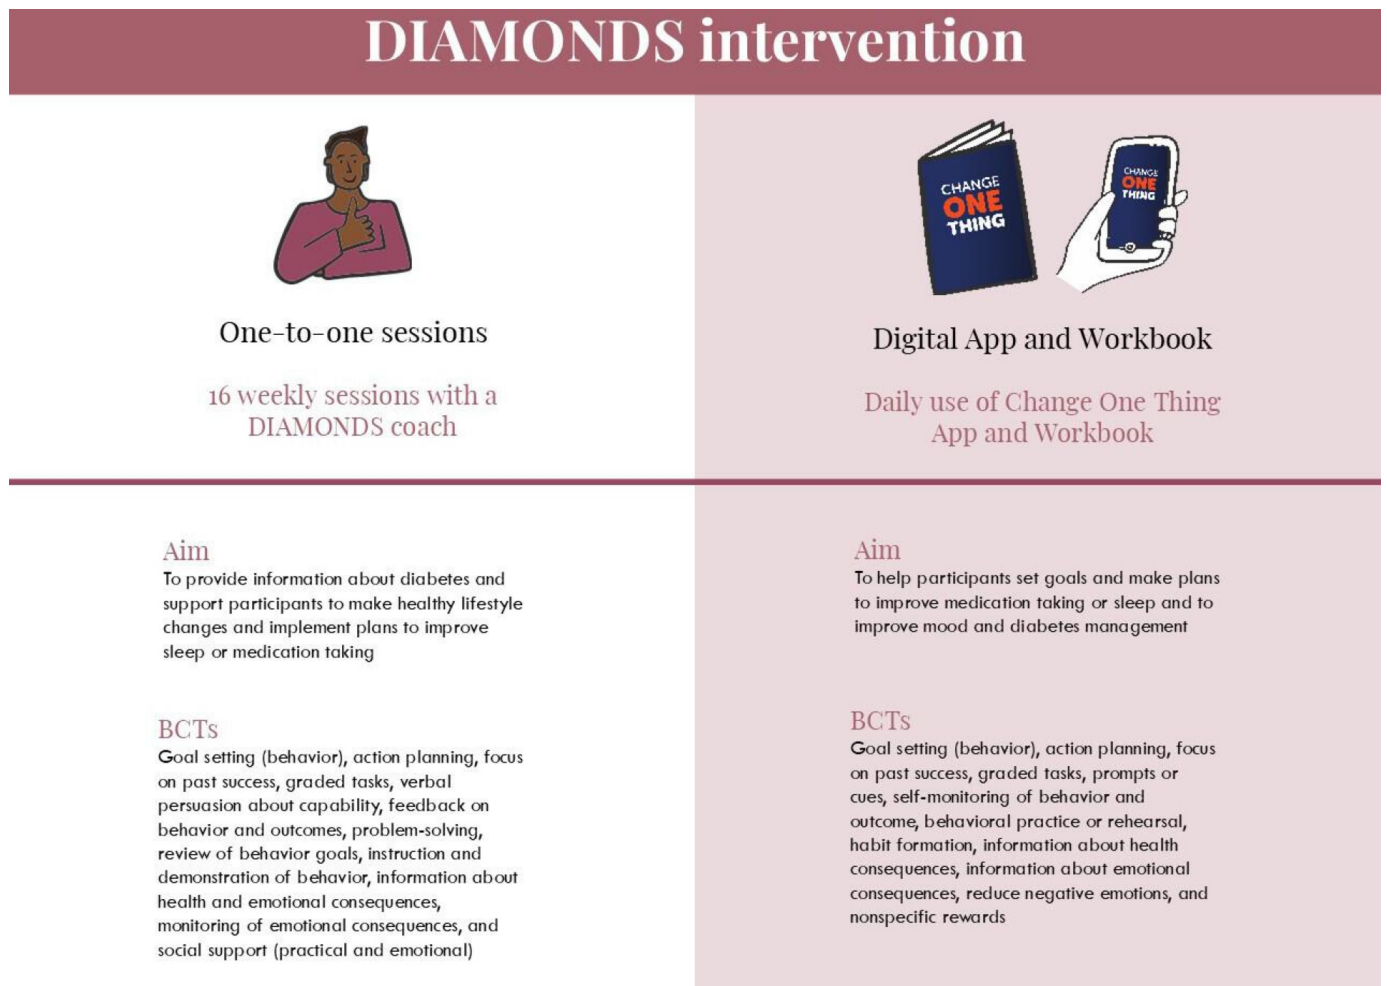 DIAMONDS intervention
CHANGE
ONE
THING
One-to-one sessions
16 weekly sessions with a
DIAMONDS coach
Aim
To provide information about diabetes and
support participants to make healthy lifestyle
changes and implement plans to improve
sleep or medication taking
BCTs
Goal setting (behavior), action planning, focus
on past success, graded tasks, verbal
persuasion about capability, feedback on
behavior and outcomes, problem-solving,
review of behavior goals, instruction and
demonstration of behavior, information about
health and emotional consequences,
monitoring of emotional consequences, and
social support (practical and emotional)
CHANGE
ONE
THING
Digital App and Workbook
Daily use of Change One Thing
App and Workbook
Aim
To help participants set goals and make plans
to improve medication taking or sleep and to
improve mood and diabetes management
BCTs
Goal setting (behavior), action planning, focus
on past success, graded tasks, prompts or
cues, self-monitoring of behavior and
outcome, behavioral practice or rehearsal,
habit formation, information about health
consequences, information about emotional
consequences, reduce negative emotions, and
nonspecific rewards